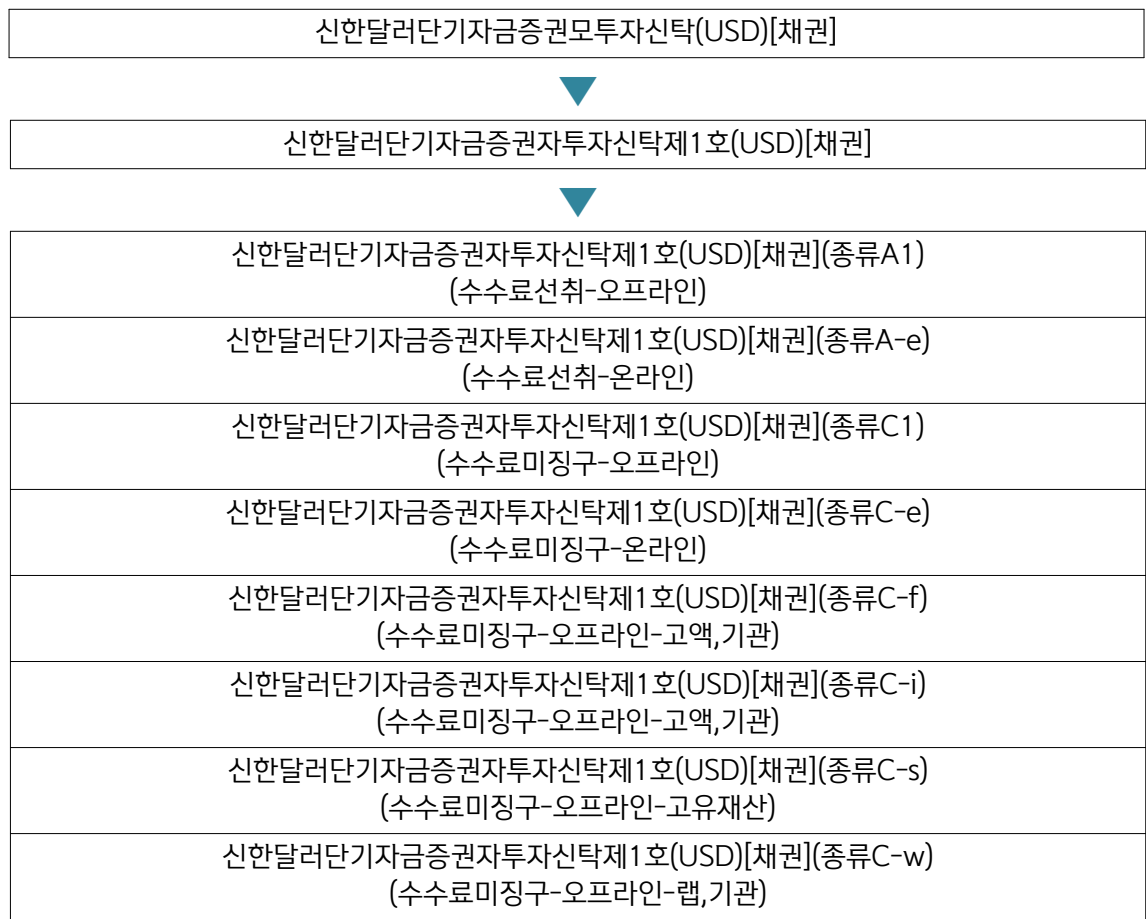 신한달러단기자금증권모투자신탁(USD)[채권]
신한달러단기자금증권자투자신탁제1호(USD)[채권]
신한달러단기자금증권자투자신탁제1호(USD)[채권](종류A1)
(수수료선취-오프라인)
신한달러단기자금증권자투자신탁제1호(USD)[채권](종류A-e)
(수수료선취-온라인)
신한달러단기자금증권자투자신탁제1호(USD)[채권](종류C1)
(수수료미징구-오프라인)
신한달러단기자금증권자투자신탁제1호(USD)[채권](종류C-e)
(수수료미징구-온라인)
신한달러단기자금증권자투자신탁제1호(USD)[채권](종류C-f)
(수수료미징구-오프라인-고액,기관)
신한달러단기자금증권자투자신탁제1호(USD)[채권](종류C-i)
(수수료미징구-오프라인-고액,기관)
신한달러단기자금증권자투자신탁제1호(USD)[채권](종류C-s)
(수수료미징구-오프라인-고유재산)
신한달러단기자금증권자투자신탁제1호(USD)[채권](종류C-w)
(수수료미징구-오프라인-랩,기관)